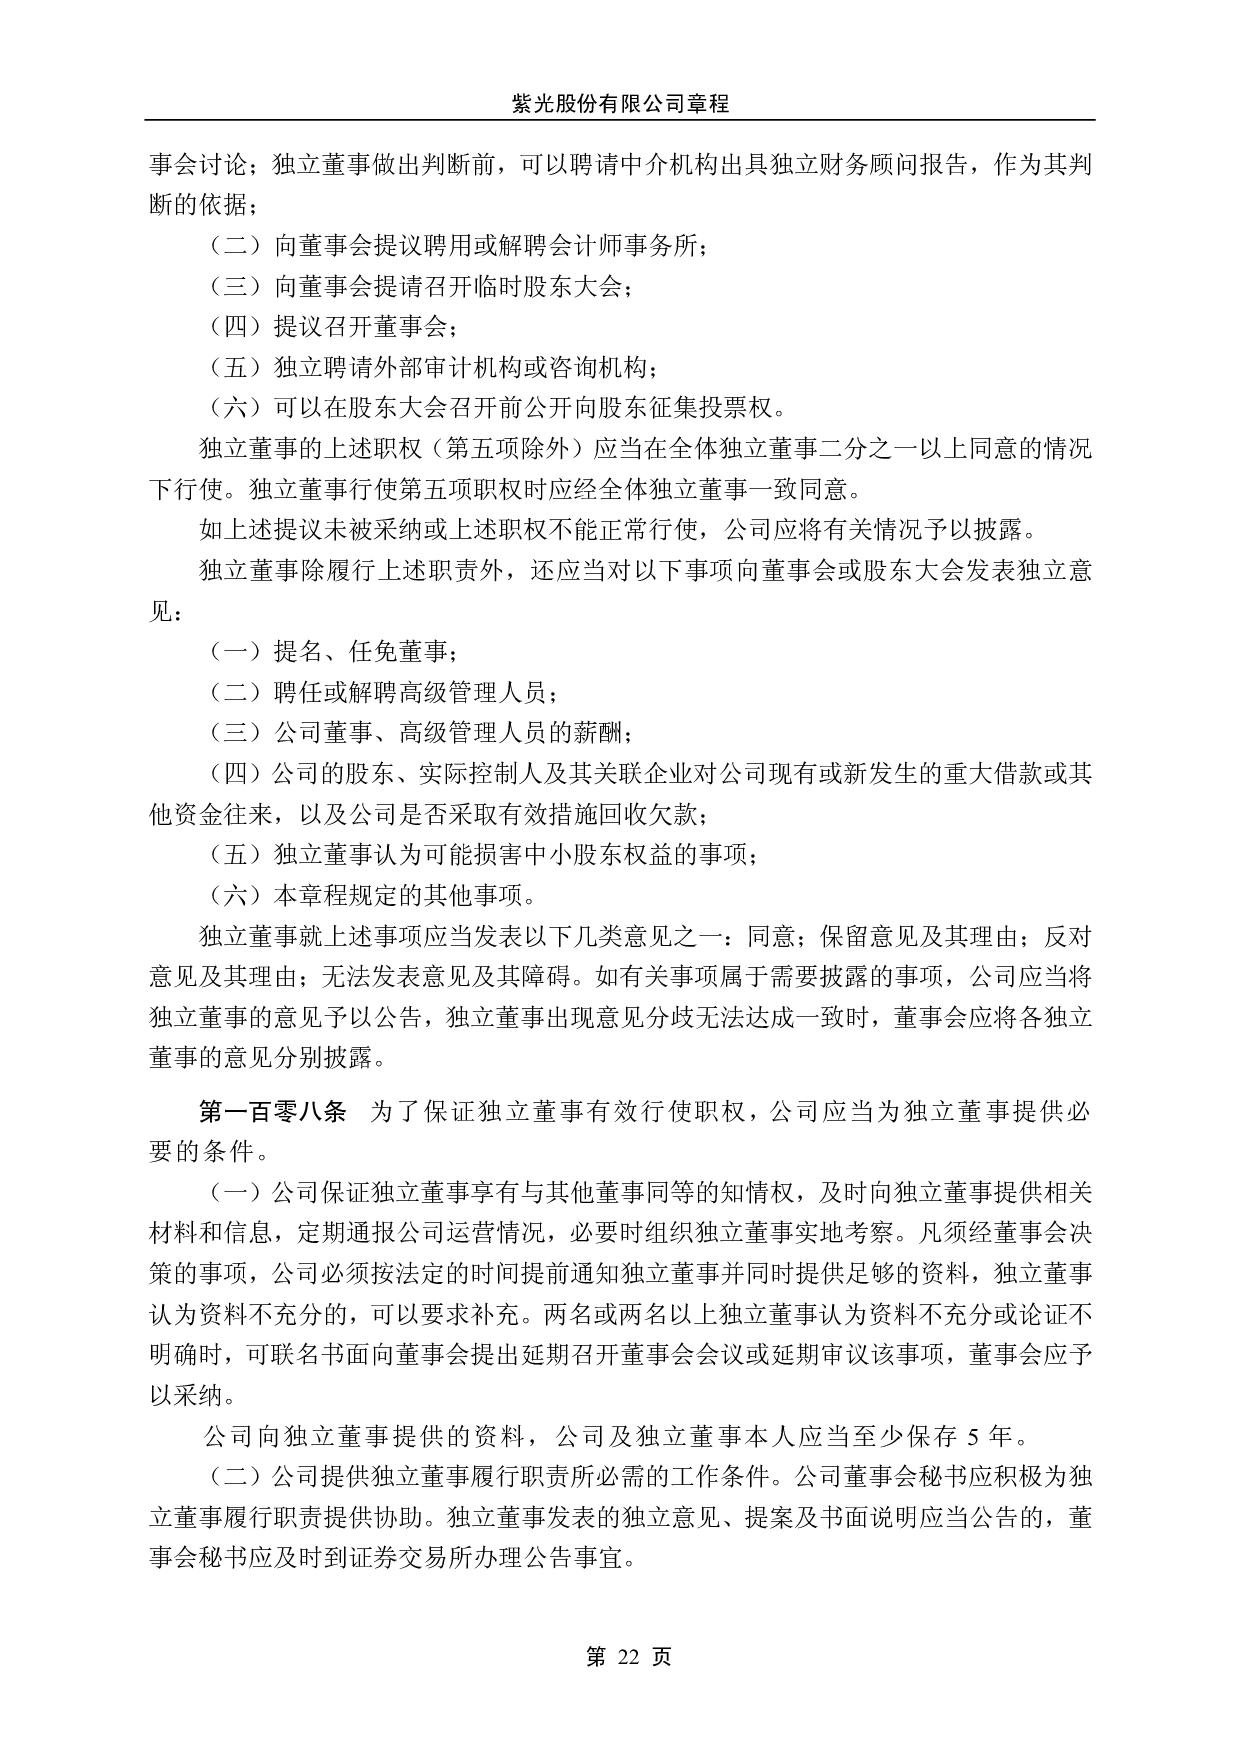 紫光股份有限公司章程
事会讨论；独立董事做出判断前，可以聘请中介机构出具独立财务顾问报告，作为其判
断的依据；
（二）向董事会提议聘用或解聘会计师事务所；
（三）向董事会提请召开临时股东大会；
（四）提议召开董事会；
（五）独立聘请外部审计机构或咨询机构；
（六）可以在股东大会召开前公开向股东征集投票权。
独立董事的上述职权（第五项除外）应当在全体独立董事二分之一以上同意的情况
下行使。独立董事行使第五项职权时应经全体独立董事一致同意。
如上述提议未被采纳或上述职权不能正常行使，公司应将有关情况予以披露。
独立董事除履行上述职责外，还应当对以下事项向董事会或股东大会发表独立意
见：
（一）提名、任免董事；
（二）聘任或解聘高级管理人员；
（三）公司董事、高级管理人员的薪酬；
（四）公司的股东、实际控制人及其关联企业对公司现有或新发生的重大借款或其
他资金往来，以及公司是否采取有效措施回收欠款；
（五）独立董事认为可能损害中小股东权益的事项；
（六）本章程规定的其他事项。
独立董事就上述事项应当发表以下几类意见之一：同意；保留意见及其理由；反对
意见及其理由；无法发表意见及其障碍。如有关事项属于需要披露的事项，公司应当将
独立董事的意见予以公告，独立董事出现意见分歧无法达成一致时，董事会应将各独立
董事的意见分别披露。
第一百零八条 为了保证独立董事有效行使职权，公司应当为独立董事提供必
要的条件。
（一）公司保证独立董事享有与其他董事同等的知情权，及时向独立董事提供相关
材料和信息，定期通报公司运营情况，必要时组织独立董事实地考察。凡须经董事会决
策的事项，公司必须按法定的时间提前通知独立董事并同时提供足够的资料，独立董事
认为资料不充分的，可以要求补充。两名或两名以上独立董事认为资料不充分或论证不
明确时，可联名书面向董事会提出延期召开董事会会议或延期审议该事项，董事会应予
以采纳。
公司向独立董事提供的资料，公司及独立董事本人应当至少保存 5 年。
（二）公司提供独立董事履行职责所必需的工作条件。公司董事会秘书应积极为独
立董事履行职责提供协助。独立董事发表的独立意见、提案及书面说明应当公告的，董
事会秘书应及时到证券交易所办理公告事宜。
第 22 页